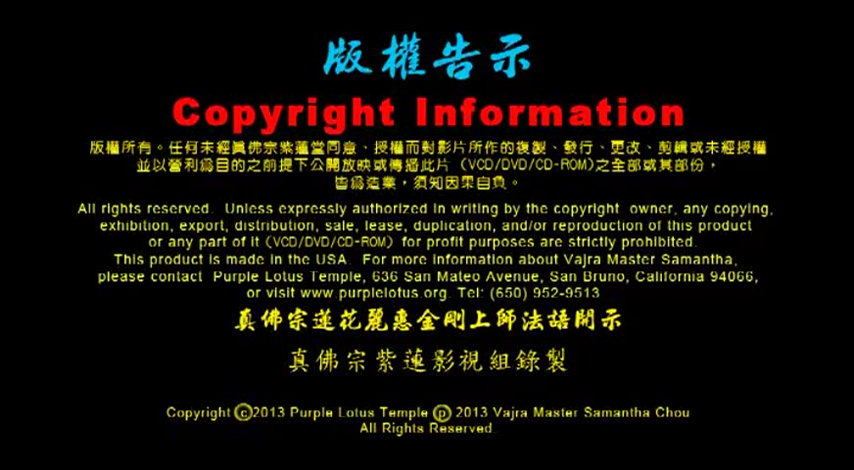 版權告示
Copyright Information
版權所有。任何未經眞佛宗紫蓮堂同意、授權而對影片所作的複製、發行、更改、剪輯或未經授權
並以營利爲目的之前提下公開放映或傳播此片 (VCD/DVD/CD-ROM)之全部或其部份，
皆爲造業，須知因果自負。
All rights reserved. Unless expressly authorized in writing by the copyright owner, any copying,
exhibition, export, distribution, sale, lease, duplication, and/or reproduction of this product
or any part of it (VCD/DVD/CD-ROM) for profit purposes are strictly prohibited.
This product is made in the USA. For more information about Vajra Master Samantha,
please contact Purple Lotus Temple, 636 San Mateo Avenue, San Bruno, California 94066,
or visit www.purplelotus.org. Tel: (650) 952-9513
真佛宗蓮花麗惠金剛上師法語開示
真佛宗紫蓮影視組錄製
Copyright ⓒ2013 Purple Lotus Temple ⓟ 2013 Vajra Master Samantha Chou
All Rights Reserved.